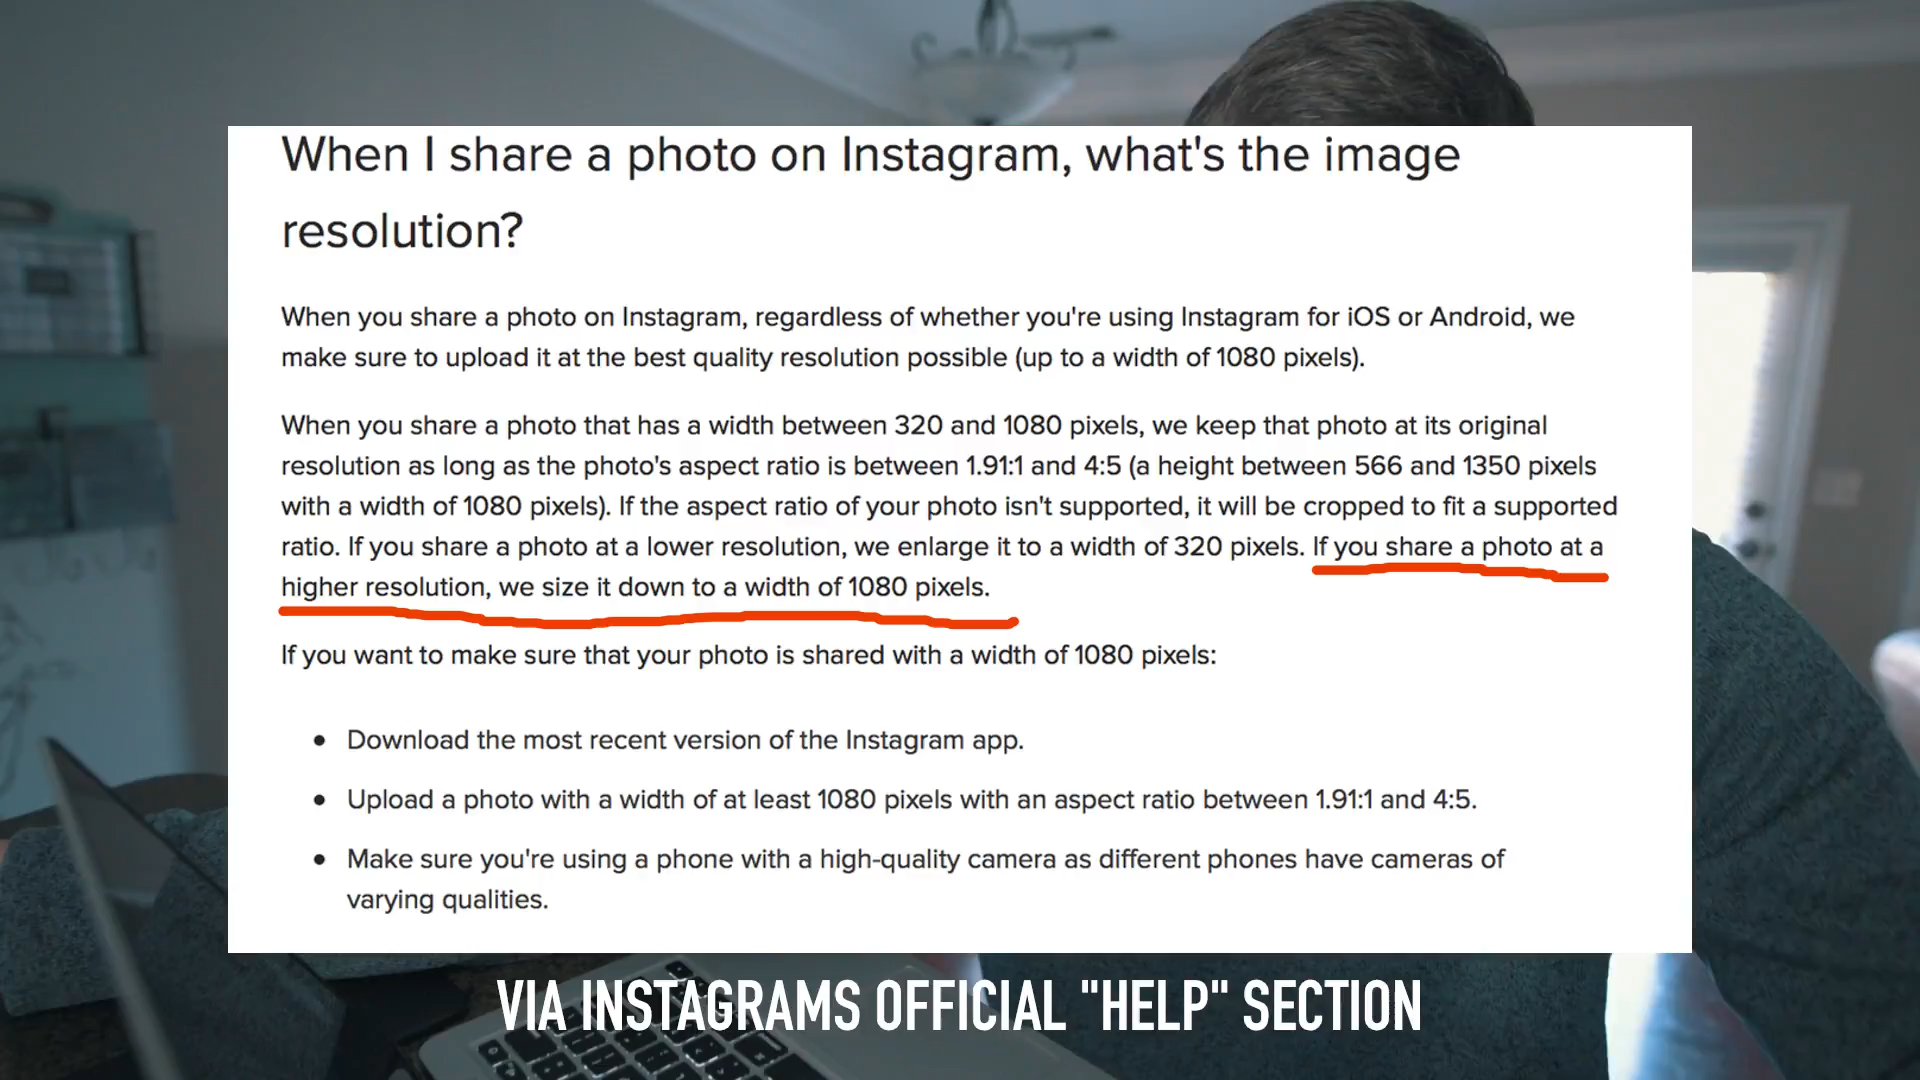 When I share a photo on Instagram, what's the image
resolution?
When you share a photo on Instagram, regardless of whether you're using Instagram for iOS or Android, we
make sure to upload it at the best quality resolution possible (up to a width of 1080 pixels).
When you share a photo that has a width between 320 and 1080 pixels, we keep that photo at its original
resolution as long as the photo's aspect ratio is between 1.91:1 and 4:5 (a height between 566 and 1350 pixels
with a width of 1080 pixels). If the aspect ratio of your photo isn't supported, it will be cropped to fit a supported
ratio. If you share a photo at a lower resolution, we enlarge it to a width of 320 pixels. If you share a photo at a
higher resolution, we size it down to a width of 1080 pixels.
If you want to make sure that your photo is shared with a width of 1080 pixels:
• Download the most recent version of the Instagram app.
• Upload a photo with a width of at least 1080 pixels with an aspect ratio between 1.91:1 and 4:5.
• Make sure you're using a phone with a high-quality camera as different phones have cameras of
varying qualities.
VIA INSTAGRAMS OFFICIAL "HELP" SECTION